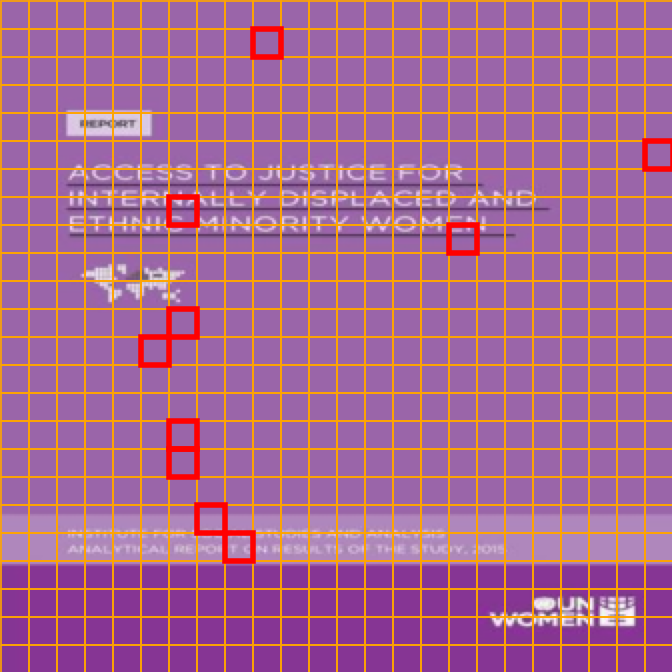 REPORT
ACCESS TO JUSTICE FOR
INTERNALLY DISPLACED AND
ETHNIC MINORITY WOMEN
INSTITUTE FOR STUDIES AND ANALYSIS
ANALYTICAL REPORT ON RESULTS OF THE STUDY, 2015
UN
WOMEN